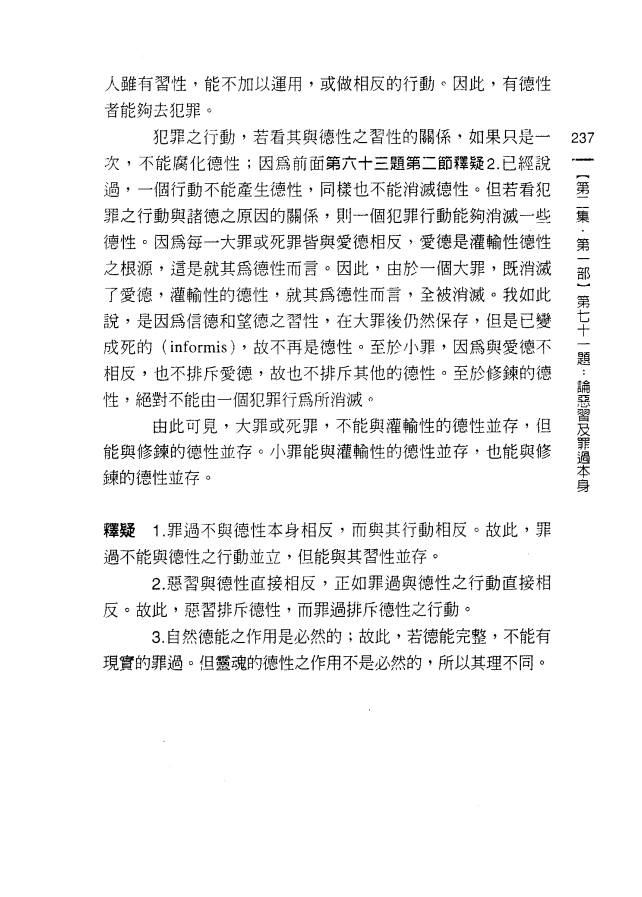 人雖有習性，能不加以運用，或做相反的行動。因此，有德性
者能夠去犯罪。
犯罪之行動，若看其與德性之習性的關係，如果只是一
次，不能腐化德性；因爲前面第六十三題第二節釋疑2.已經說
過，一個行動不能產生德性，同樣也不能消滅德性。但若看犯
罪之行動與諸德之原因的關係，則一個犯罪行動能夠消滅一些
德性。因爲每一大罪或死罪皆與愛德相反，愛德是灌輸性德性
之根源，這是就其爲德性而言。因此，由於一個大罪，既消滅
了愛德，灌輸性的德性，就其爲德性而言，全被消滅。我如此
說，是因爲信德和望德之習性，在大罪後仍然保存，但是已變
成死的（informis），故不再是德性。至於小罪，因爲與愛德不
相反，也不排斥愛德，故也不排斥其他的德性。至於修鍊的德
性，絕對不能由一個犯罪行爲所消滅。
由此可見，大罪或死罪，不能與灌輸性的德性並存，但
能與修鍊的德性並存。小罪能與灌輸性的德性並存，也能與修
鍊的德性並存。
釋疑　1.罪過不與德性本身相反，而與其行動相反。故此，罪
過不能與德性之行動並立，但能與其習性並存。
2.惡習與德性直接相反，正如罪過與德性之行動直接相
反。故此，惡習排斥德性，而罪過排斥德性之行動。
3.自然德能之作用是必然的；故此，若德能完整，不能有
現實的罪過。但靈魂的德性之作用不是必然的，所以其理不同。
237
【第二集．第一部】第七十一題：論惡習及罪過本身